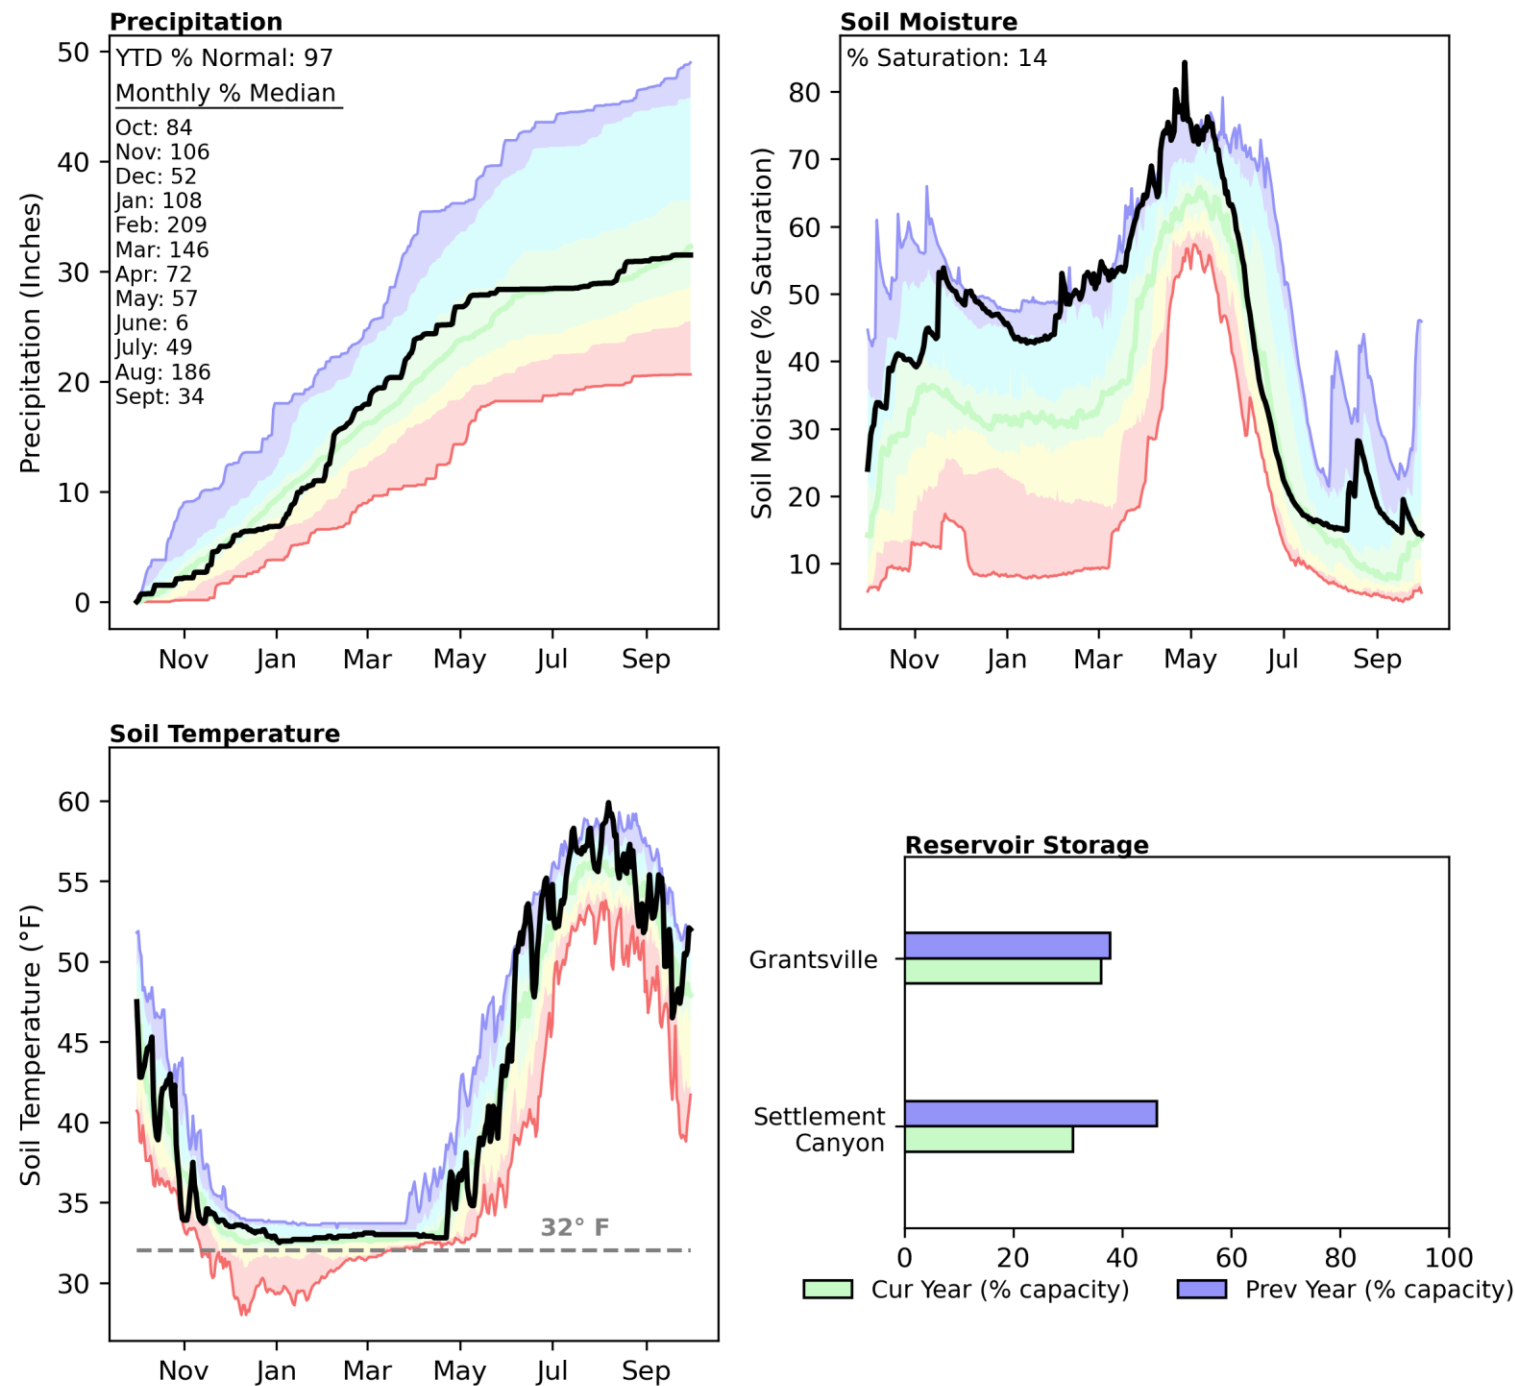 Precipitation
YTD % Normal: 97
Monthly % Median
Oct: 84
Nov: 106
Dec: 52
Jan: 108
Feb: 209
Mar: 146
Apr: 72
May: 57
June: 6
July: 49
Aug: 186
Sept: 34
Precipitation (Inches)
50
40
30
20
10
0
Nov Jan Mar May Jul Sep
Soil Moisture
% Saturation: 14
Soil Moisture (% Saturation)
80
70
60
50
40
30
20
10
Nov Jan Mar May Jul Sep
Soil Temperature
Soil Temperature (°F)
60
55
50
45
40
35
30
32° F
Nov Jan Mar May Jul Sep
Reservoir Storage
Grantsville
Settlement
Canyon
0 20 40 60 80 100
Cur Year (% capacity) Prev Year (% capacity)